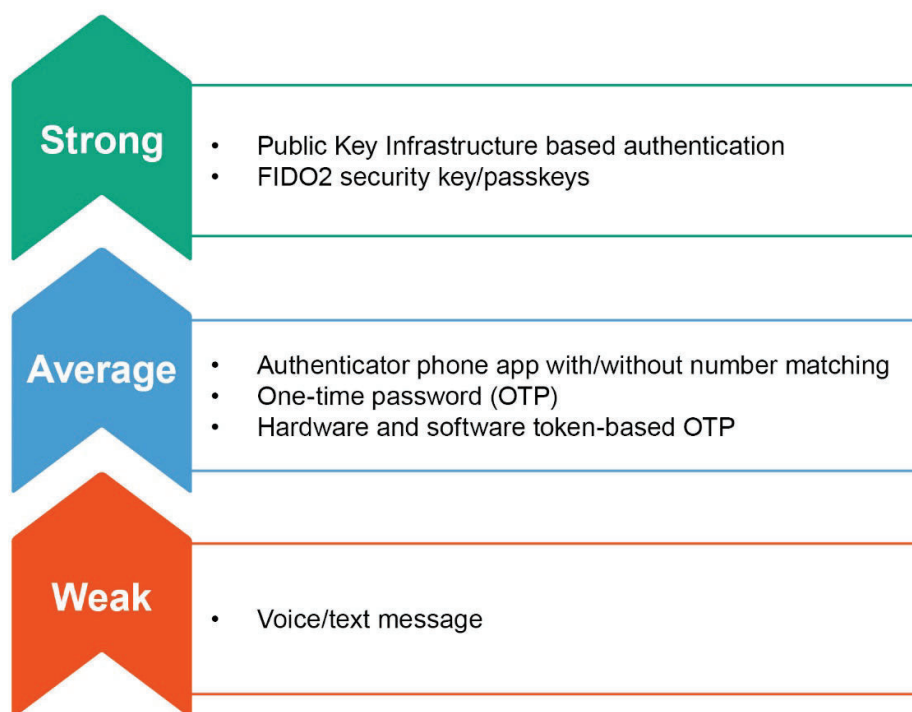 Strong
• Public Key Infrastructure based authentication
• FIDO2 security key/passkeys
Average
• Authenticator phone app with/without number matching
• One-time password (OTP)
• Hardware and software token-based OTP
Weak
• Voice/text message